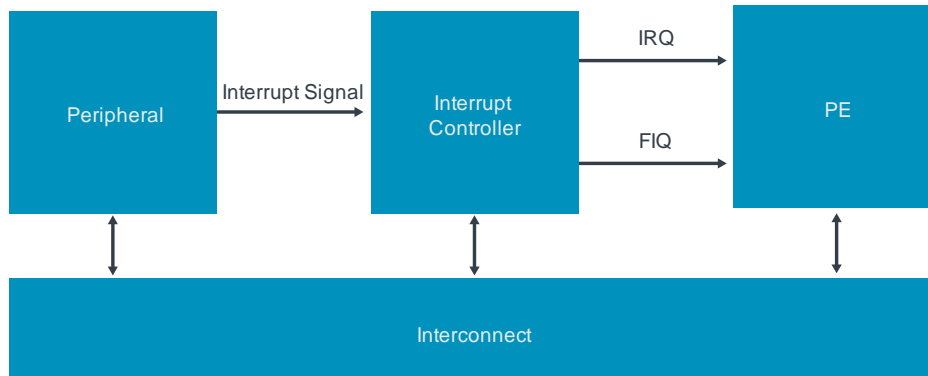 IRQ
Interrupt Signal
Peripheral
Interrupt
Controller
PE
FIQ
Interconnect